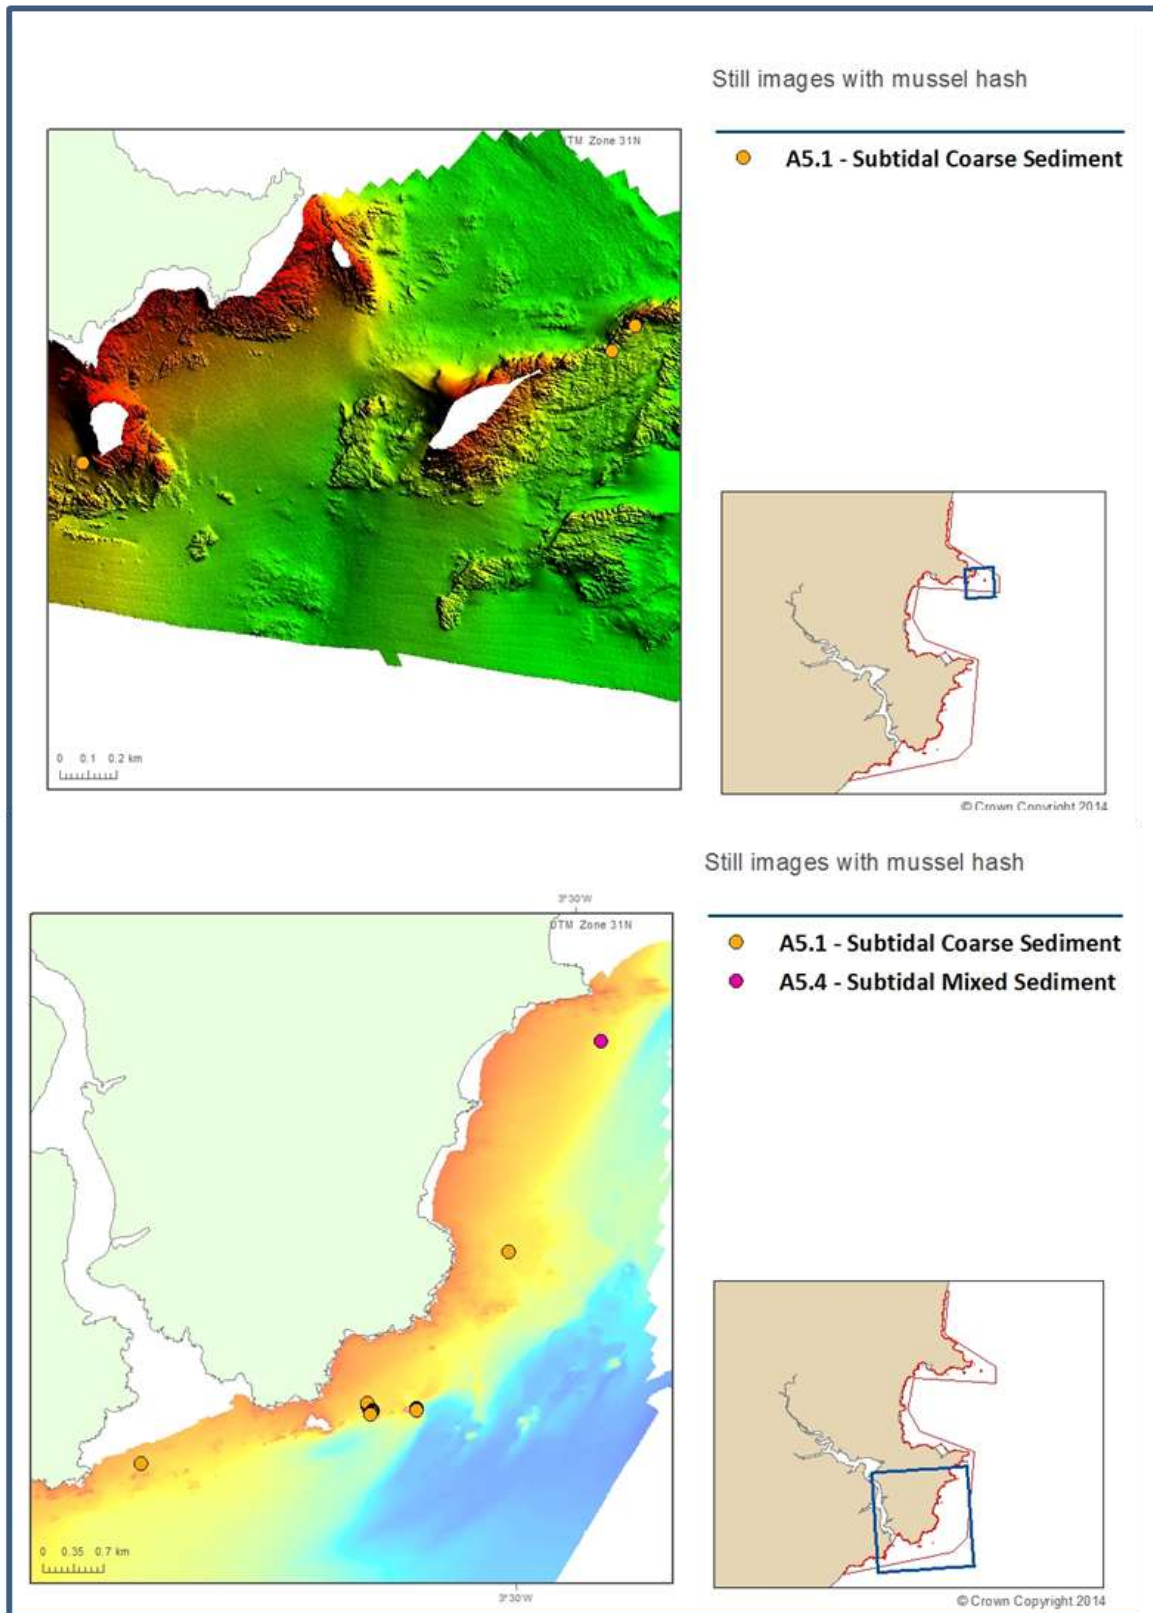 Still images with mussel hash
UTM Zone 31N
A5.1 - Subtidal Coarse Sediment
0 0.1 0.2 km
© Crown Copyright 2014
Still images with mussel hash
3°30'W
UTM Zone 31N
A5.1 - Subtidal Coarse Sediment
A5.4 - Subtidal Mixed Sediment
0 0.35 0.7 km
3°30'W
© Crown Copyright 2014